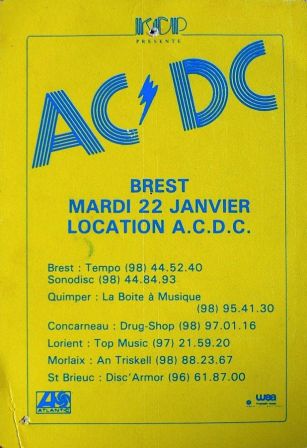 KCP
PRESENTE
AC DC
BREST
MARDI 22 JANVIER
LOCATION A.C.D.C.
Brest : Tempo (98) 44.52.40
Sonodisc (98) 44.84.93
Quimper : La Boite à Musique
(98) 95.41.30
Concarneau : Drug-Shop (98) 97.01.16
Lorient : Top Music (97) 21.59.20
Morlaix : An Triskell (98) 88.23.67
St Brieuc : Disc'Armor (96) 61.87.00
ATLANTIC
wea